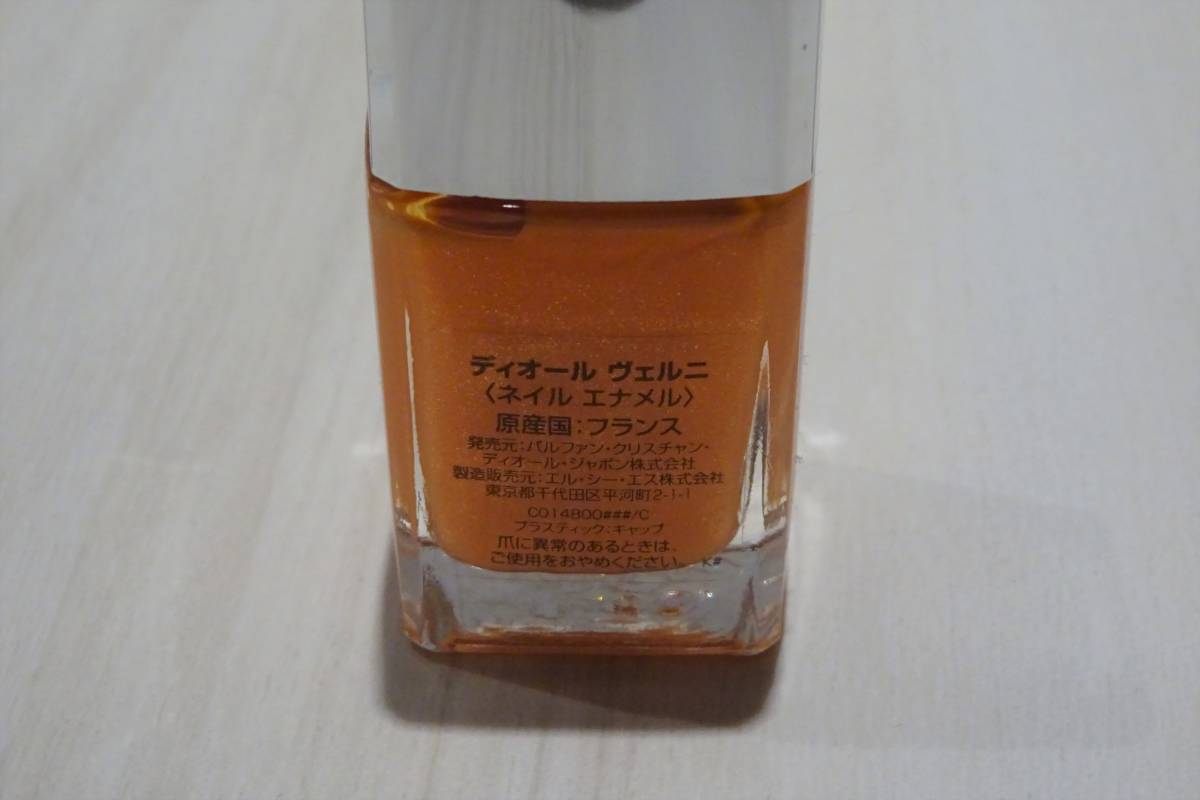 ディオール ヴェルニ
〈ネイル エナメル〉
原産国:フランス
発売元:パルファン・クリスチャン・
ディオール・ジャポン株式会社
製造販売元:エル・シー・エス株式会社
東京都千代田区平河町2-1-1
C014800###/C
プラスティック:キャップ
爪に異常のあるときは、
ご使用をおやめください。 K#